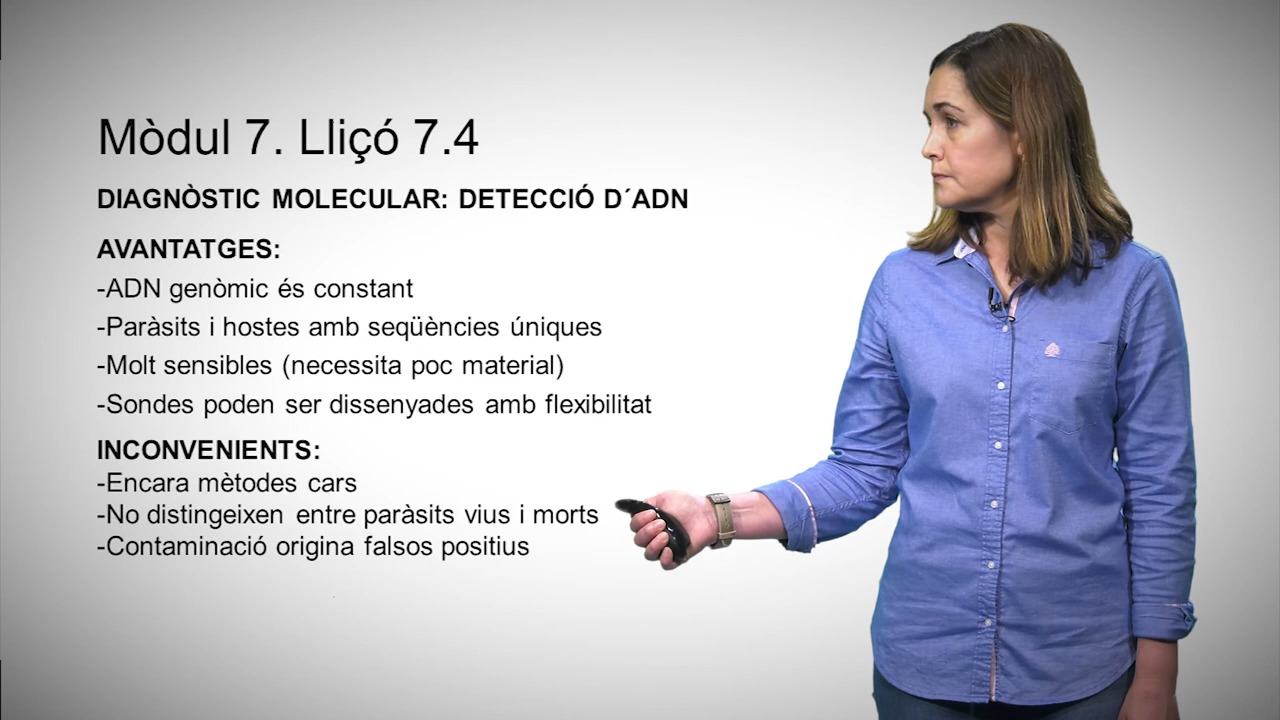 Mòdul 7. Lliçó 7.4
DIAGNÒSTIC MOLECULAR: DETECCIÓ D´ADN
AVANTATGES:
-ADN genòmic és constant
-Paràsits i hostes amb seqüències úniques
-Molt sensibles (necessita poc material)
-Sondes poden ser dissenyades amb flexibilitat
INCONVENIENTS:
-Encara mètodes cars
-No distingeixen entre paràsits vius i morts
-Contaminació origina falsos positius